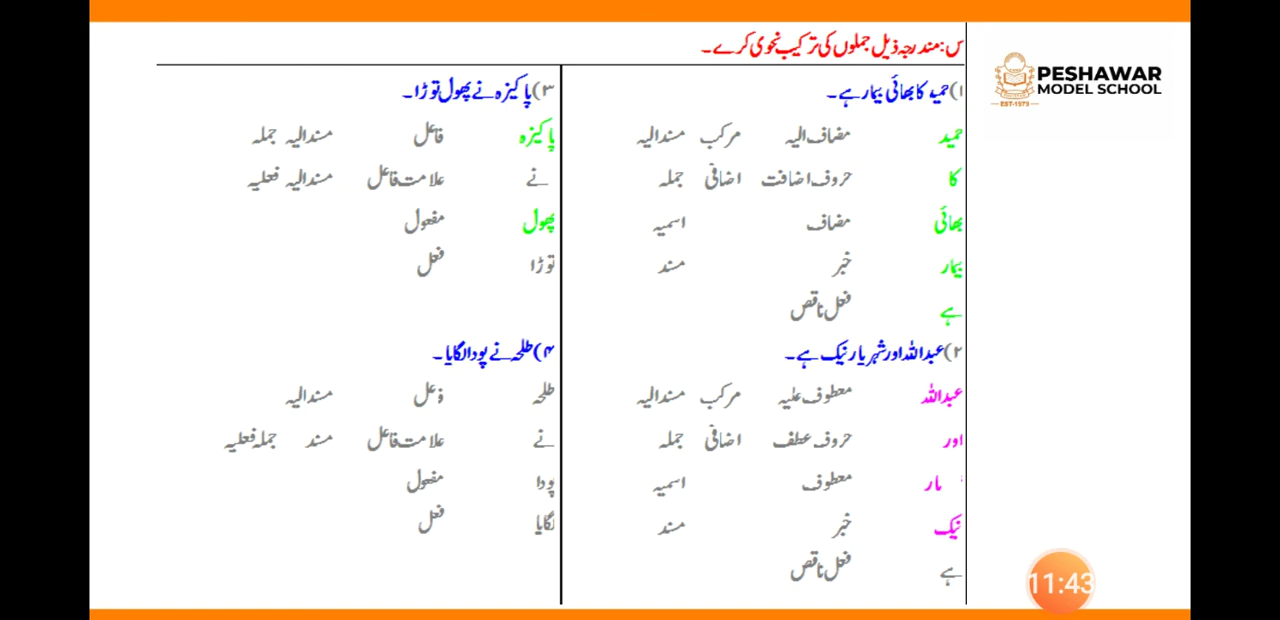 س: مندرجہ ذیل جملوں کی ترکیب نحوی کرے۔
PESHAWAR
MODEL SCHOOL
EST-1979
۱) حمید کا بھائی بیمار ہے۔
حمید مضاف الیہ مرکب مسندالیہ
کا حروف اضافت اضافی جملہ
بھائی مضاف اسمیہ
بیمار خبر مسند
ہے فعل ناقص
۲) عبداللہ اور شہریار نیک ہے۔
عبداللہ معطوف علیہ مرکب مسندالیہ
اور حروف عطف اضافی جملہ
یار معطوف اسمیہ
نیک خبر مسند
ہے فعل ناقص
۳) پاکیزہ نے پھول توڑا۔
پاکیزہ فاعل مسندالیہ جملہ
نے علامت فاعل مسندالیہ فعلیہ
پھول مفعول
توڑا فعل
۴) طلحہ نے پودا لگایا۔
طلحہ مسندالیہ
نے علامت فاعل مسند جملہ فعلیہ
پودا مفعول
لگایا فعل
11:43